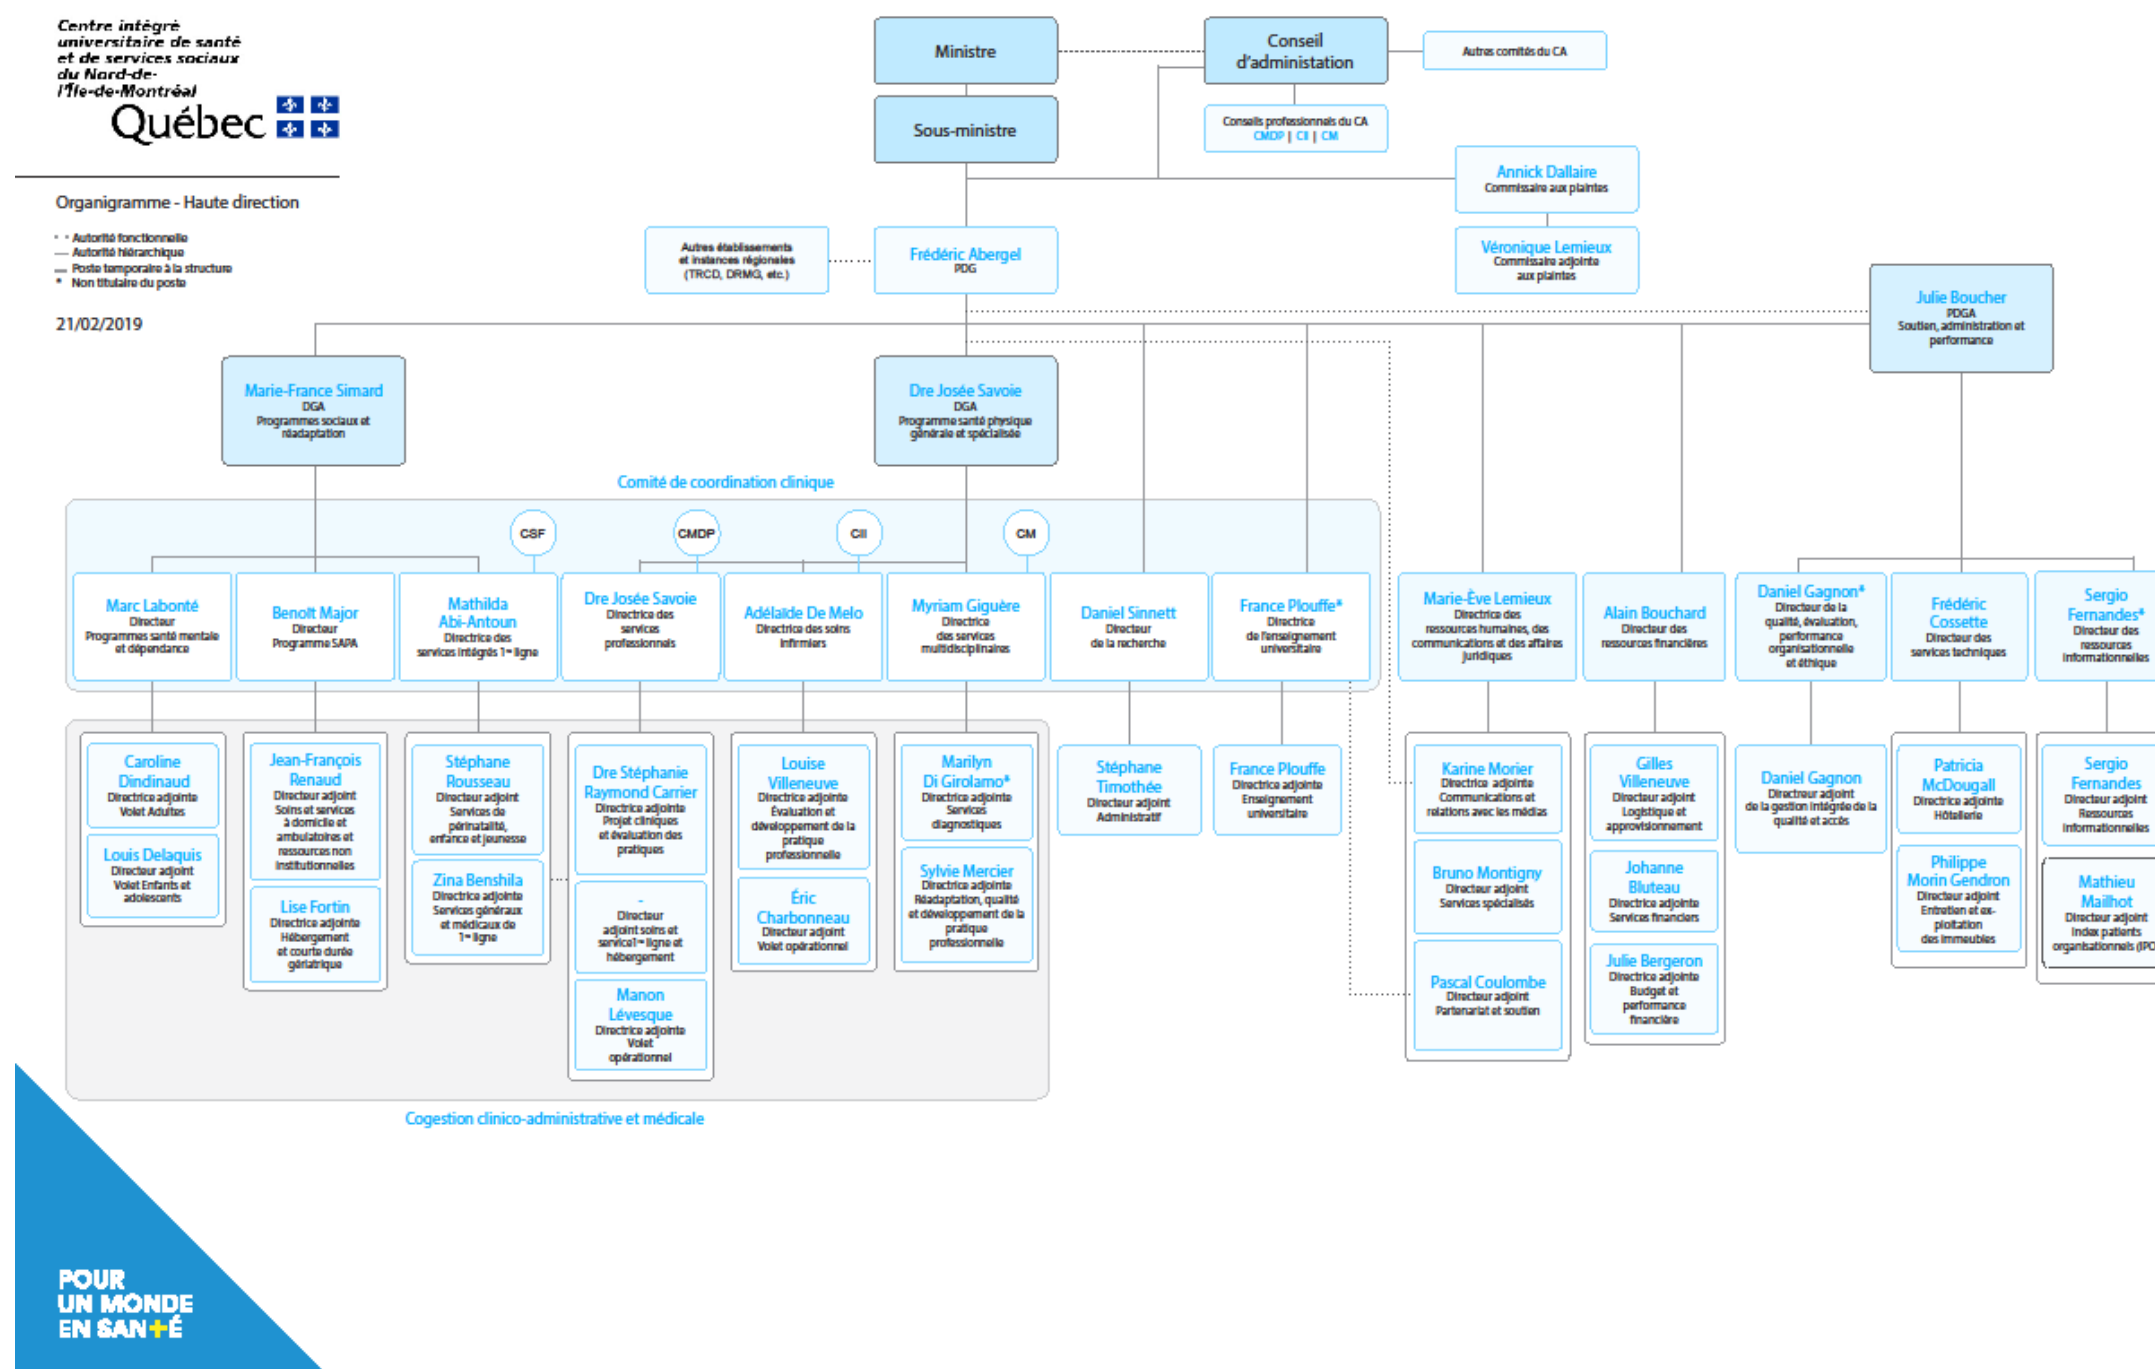 Centre intégré
universitaire de santé
et de services sociaux
du Nord-de-
l'Île-de-Montréal
Québec
Organigramme - Haute direction
Autorité fonctionnelle
Autorité hiérarchique
Poste temporaire à la structure
* Non titulaire du poste
21/02/2019
Ministre
Conseil
d'administation
Autres comités du CA
Sous-ministre
Conseils professionnels du CA
CMDP | CII | CM
Annick Dallaire
Commissaire aux plaintes
Autres établissements
et instances régionales
(TRCD, DRMG, etc.)
Frédéric Abergel
PDG
Véronique Lemieux
Commissaire adjointe
aux plaintes
Julie Boucher
PDGA
Soutien, administration et
performance
Marie-France Simard
DGA
Programmes sociaux et
réadaptation
Dre Josée Savoie
DGA
Programme santé physique
générale et spécialisée
Comité de coordination clinique
CSF
CMDP
CII
CM
Marc Labonté
Directeur
Programmes santé mentale
et dépendance
Benoît Major
Directeur
Programme SAPA
Mathilda
Abi-Antoun
Directrice des
services intégrés 1re ligne
Dre Josée Savoie
Directrice des
services
professionnels
Adélaïde De Melo
Directrice des soins
infirmiers
Myriam Giguère
Directrice
des services
multidisciplinaires
Daniel Sinnett
Directeur
de la recherche
France Plouffe*
Directrice
de l'enseignement
universitaire
Marie-Ève Lemieux
Directrice des
ressources humaines, des
communications et des affaires
juridiques
Alain Bouchard
Directeur des
ressources financières
Daniel Gagnon*
Directeur de la
qualité, évaluation,
performance
organisationnelle
et éthique
Frédéric
Cossette
Directeur des
services techniques
Sergio
Fernandes*
Directeur des
ressources
informationnelles
Caroline
Dindinaud
Directrice adjointe
Volet Adultes
Louis Delaquis
Directeur adjoint
Volet Enfants et
adolescents
Jean-François
Renaud
Directeur adjoint
Soins et services
à domicile et
ambulatoires et
ressources non
institutionnelles
Lise Fortin
Directrice adjointe
Hébergement
et courte durée
gériatrique
Stéphane
Rousseau
Directeur adjoint
Services de
périnatalité,
enfance et jeunesse
Zina Benshila
Directrice adjointe
Services généraux
et médicaux de
1re ligne
Dre Stéphanie
Raymond Carrier
Directrice adjointe
Projet cliniques
et évaluation des
pratiques
-
Directeur
adjoint soins et
service1re ligne et
hébergement
Manon
Lévesque
Directrice adjointe
Volet
opérationnel
Louise
Villeneuve
Directrice adjointe
Évaluation et
développement de la
pratique
professionnelle
Éric
Charbonneau
Directeur adjoint
Volet opérationnel
Marilyn
Di Girolamo*
Directrice adjointe
Services
diagnostiques
Sylvie Mercier
Directrice adjointe
Réadaptation, qualité
et développement de la
pratique
professionnelle
Stéphane
Timothée
Directeur adjoint
Administratif
France Plouffe
Directrice adjointe
Enseignement
universitaire
Karine Morier
Directrice adjointe
Communications et
relations avec les médias
Bruno Montigny
Directeur adjoint
Services spécialisés
Pascal Coulombe
Directeur adjoint
Partenariat et soutien
Gilles
Villeneuve
Directeur adjoint
Logistique et
approvisionnement
Johanne
Bluteau
Directrice adjointe
Services financiers
Julie Bergeron
Directrice adjointe
Budget et
performance
financière
Daniel Gagnon
Directreur adjoint
de la gestion intégrée de la
qualité et accès
Patricia
McDougall
Directrice adjointe
Hôtellerie
Philippe
Morin Gendron
Directeur adjoint
Entretien et ex-
ploitation
des immeubles
Sergio
Fernandes
Directeur adjoint
Ressources
informationnelles
Mathieu
Mailhot
Directeur adjoint
Index patients
organisationnels (IPO
Cogestion clinico-administrative et médicale
POUR
UN MONDE
EN SANTÉ